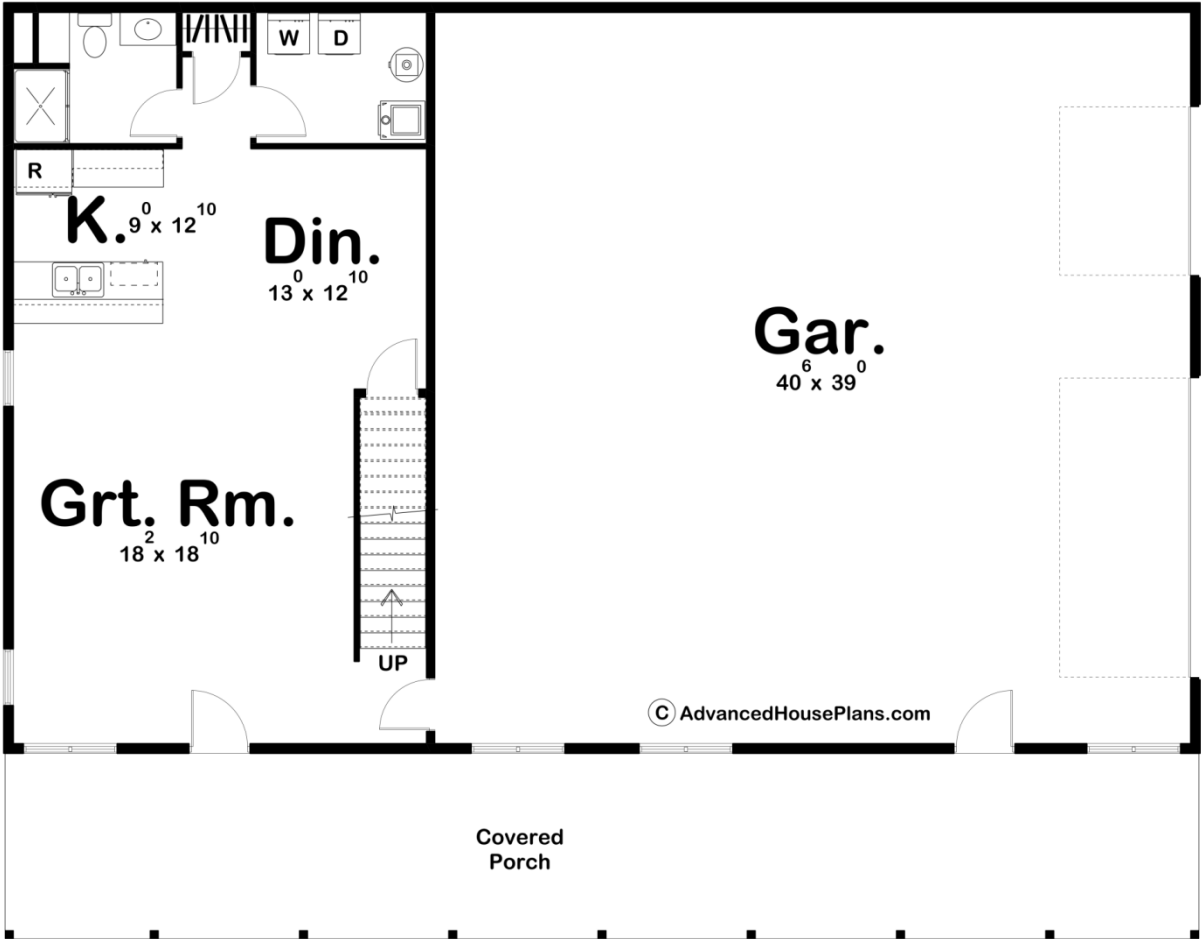 W
D
R
K. 9⁰ x 12¹⁰
Din.
13⁰ x 12¹⁰
Gar.
40⁶ x 39⁰
Grt. Rm.
18² x 18¹⁰
UP
© AdvancedHousePlans.com
Covered
Porch